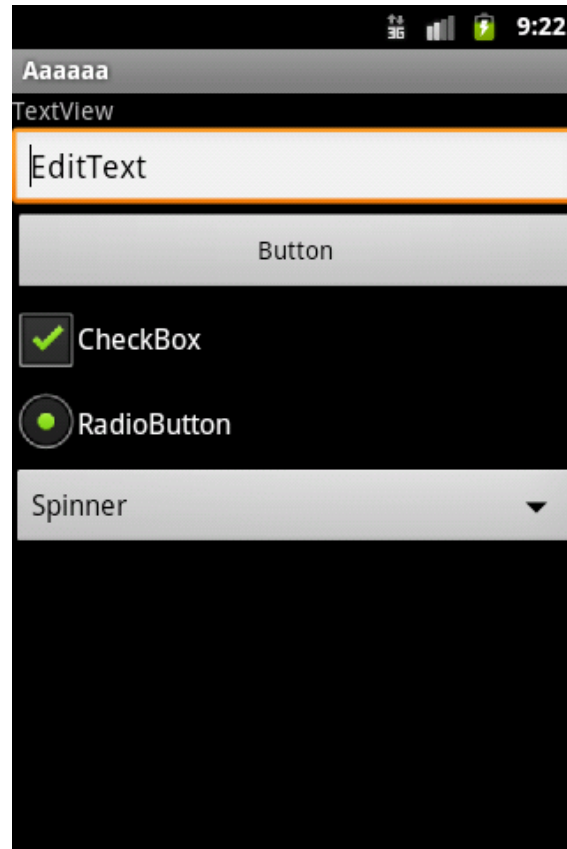 3G 9:22
Aaaaaa
TextView
EditText
Button
CheckBox
RadioButton
Spinner